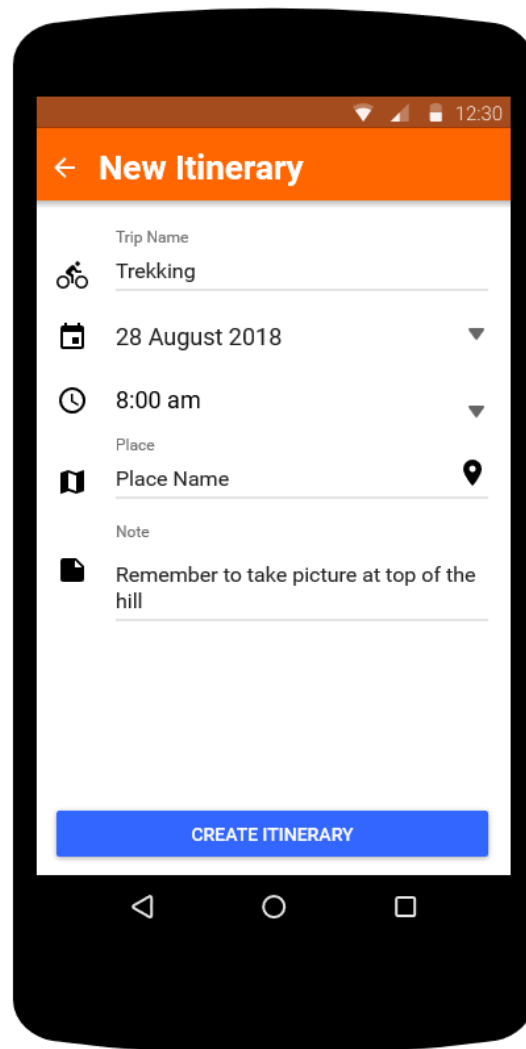 12:30
New Itinerary
Trip Name
Trekking
28 August 2018
8:00 am
Place
Place Name
Note
Remember to take picture at top of the
hill
CREATE ITINERARY